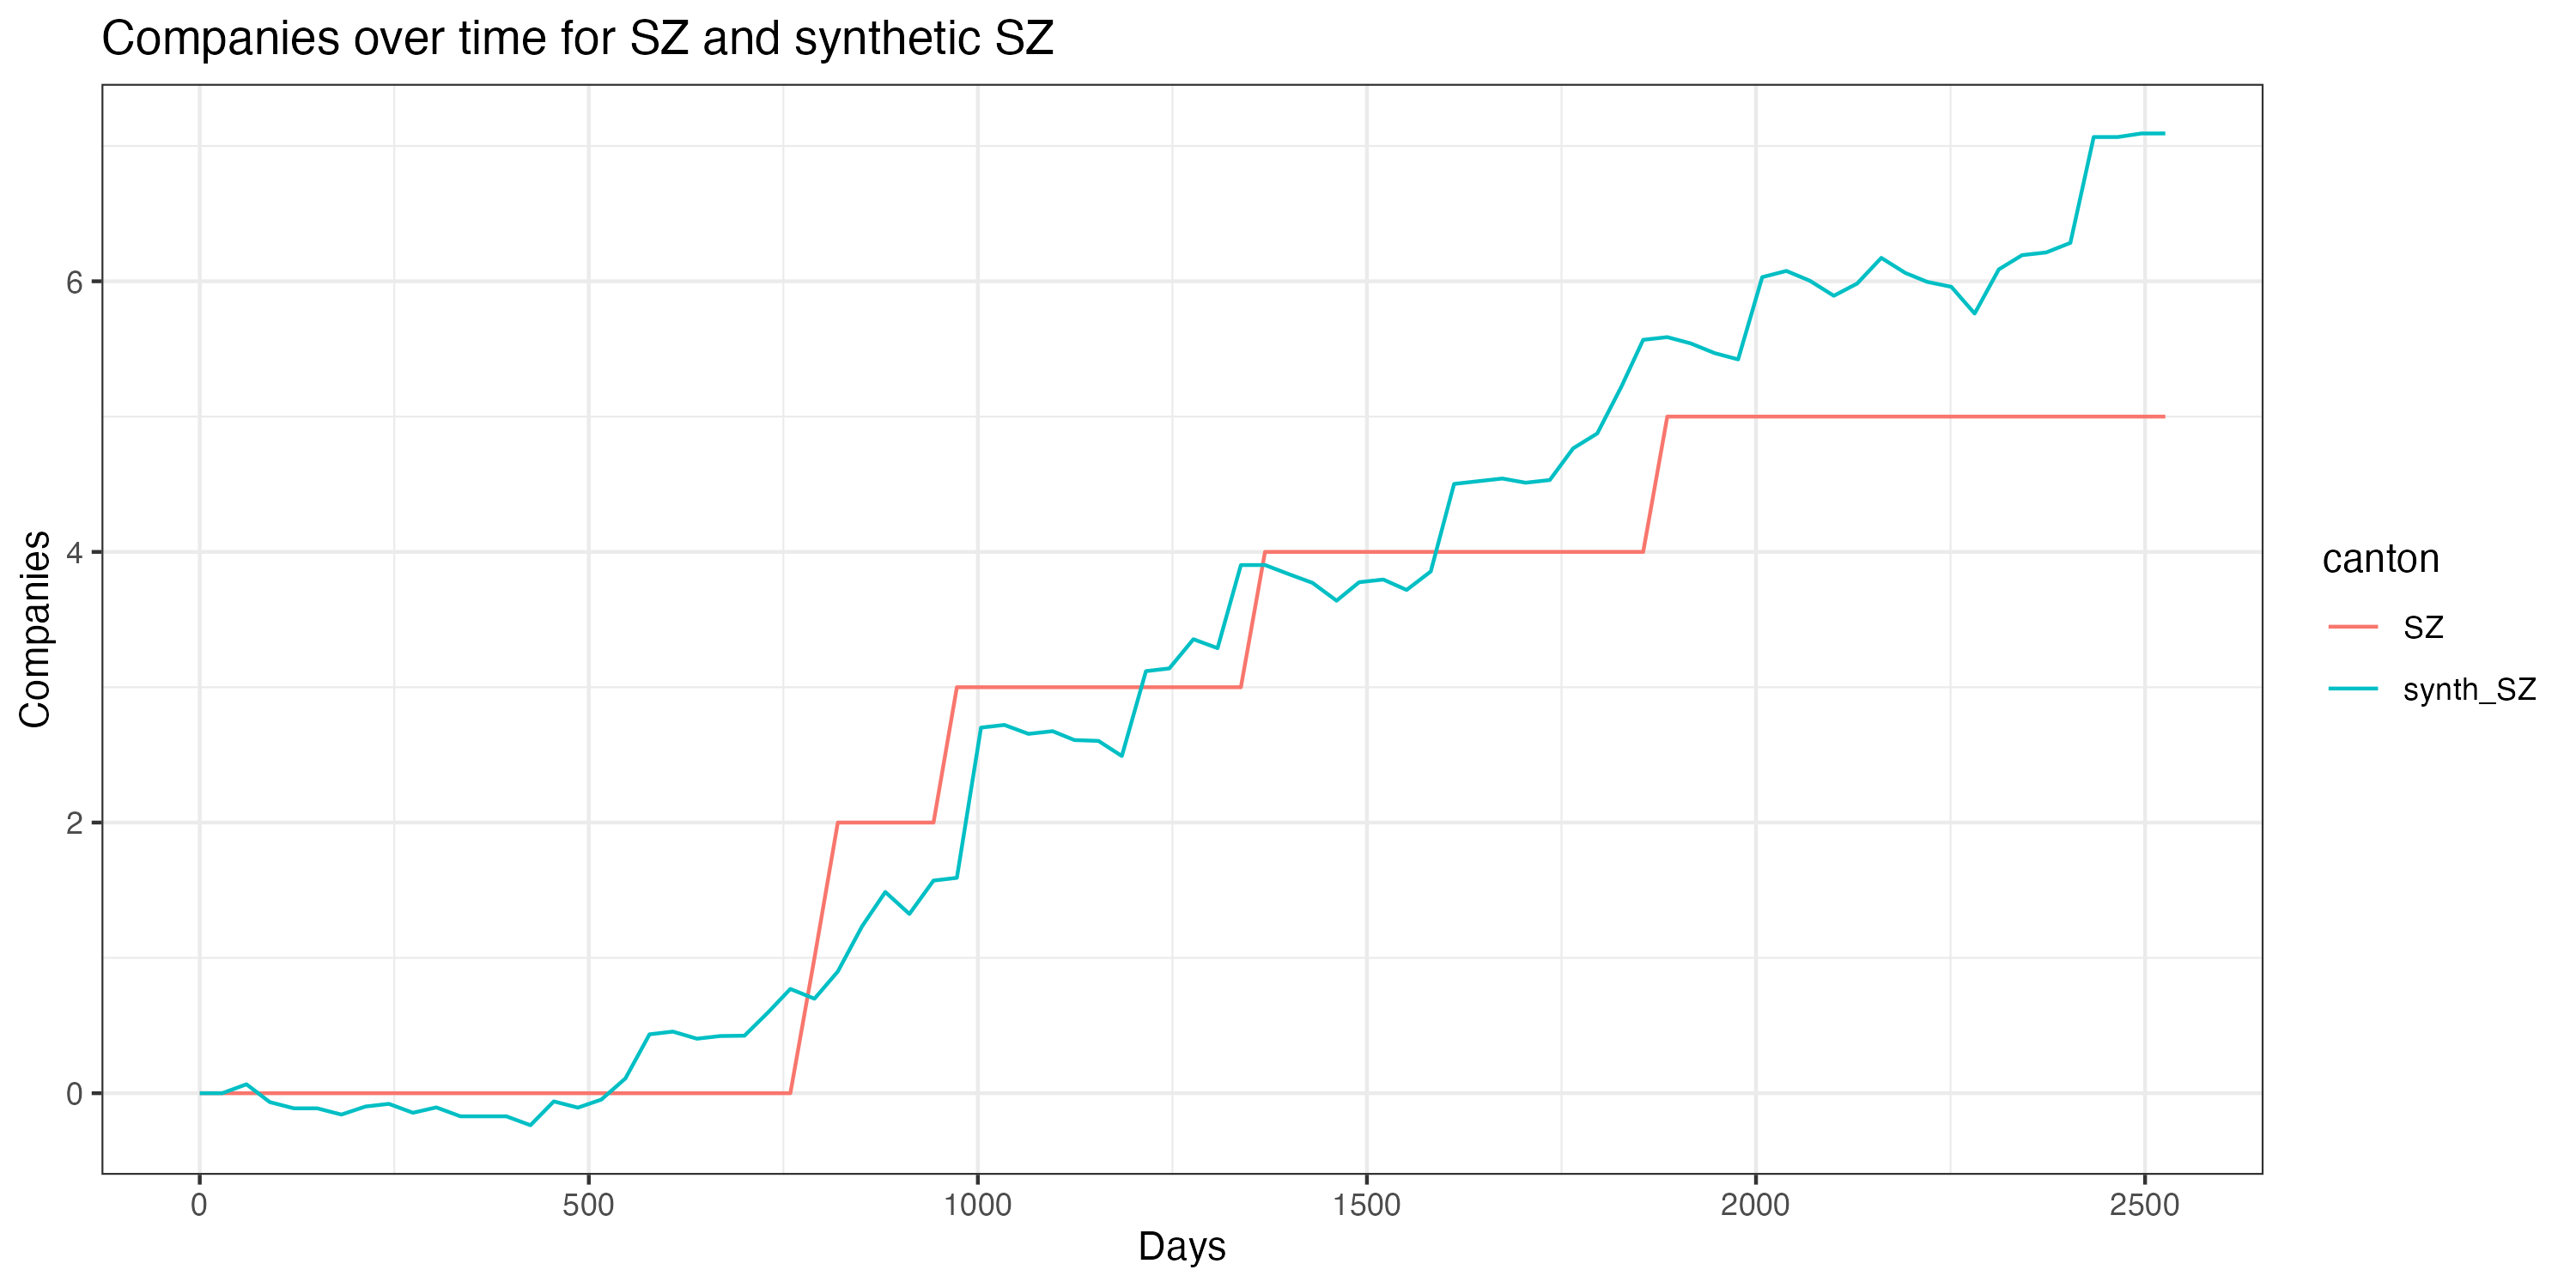 Companies over time for SZ and synthetic SZ
Companies
6
4
2
0
0 500 1000 1500 2000 2500
Days
canton
SZ
synth_SZ